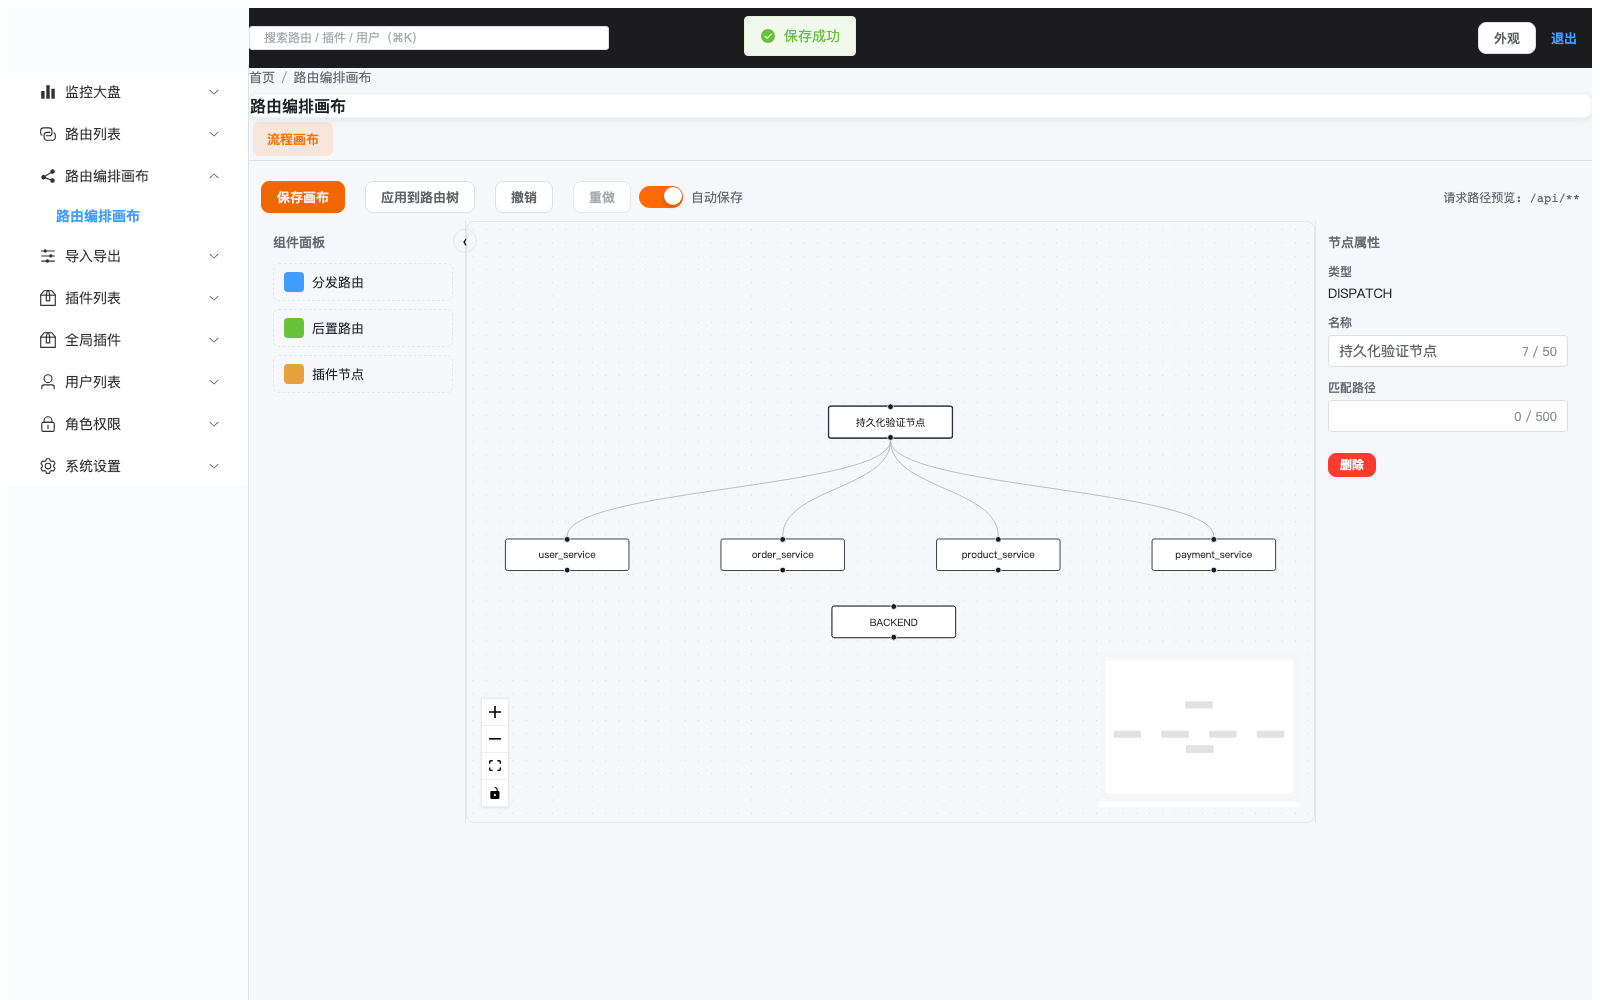 搜索路由 / 插件 / 用户（⌘K）
保存成功
外观
退出
监控大盘
路由列表
路由编排画布
路由编排画布
导入导出
插件列表
全局插件
用户列表
角色权限
系统设置
首页 / 路由编排画布
路由编排画布
流程画布
保存画布
应用到路由树
撤销
重做
自动保存
请求路径预览: /api/**
组件面板
分发路由
后置路由
插件节点
持久化验证节点
user_service
order_service
product_service
payment_service
BACKEND
节点属性
类型
DISPATCH
名称
持久化验证节点 7 / 50
匹配路径
0 / 500
删除